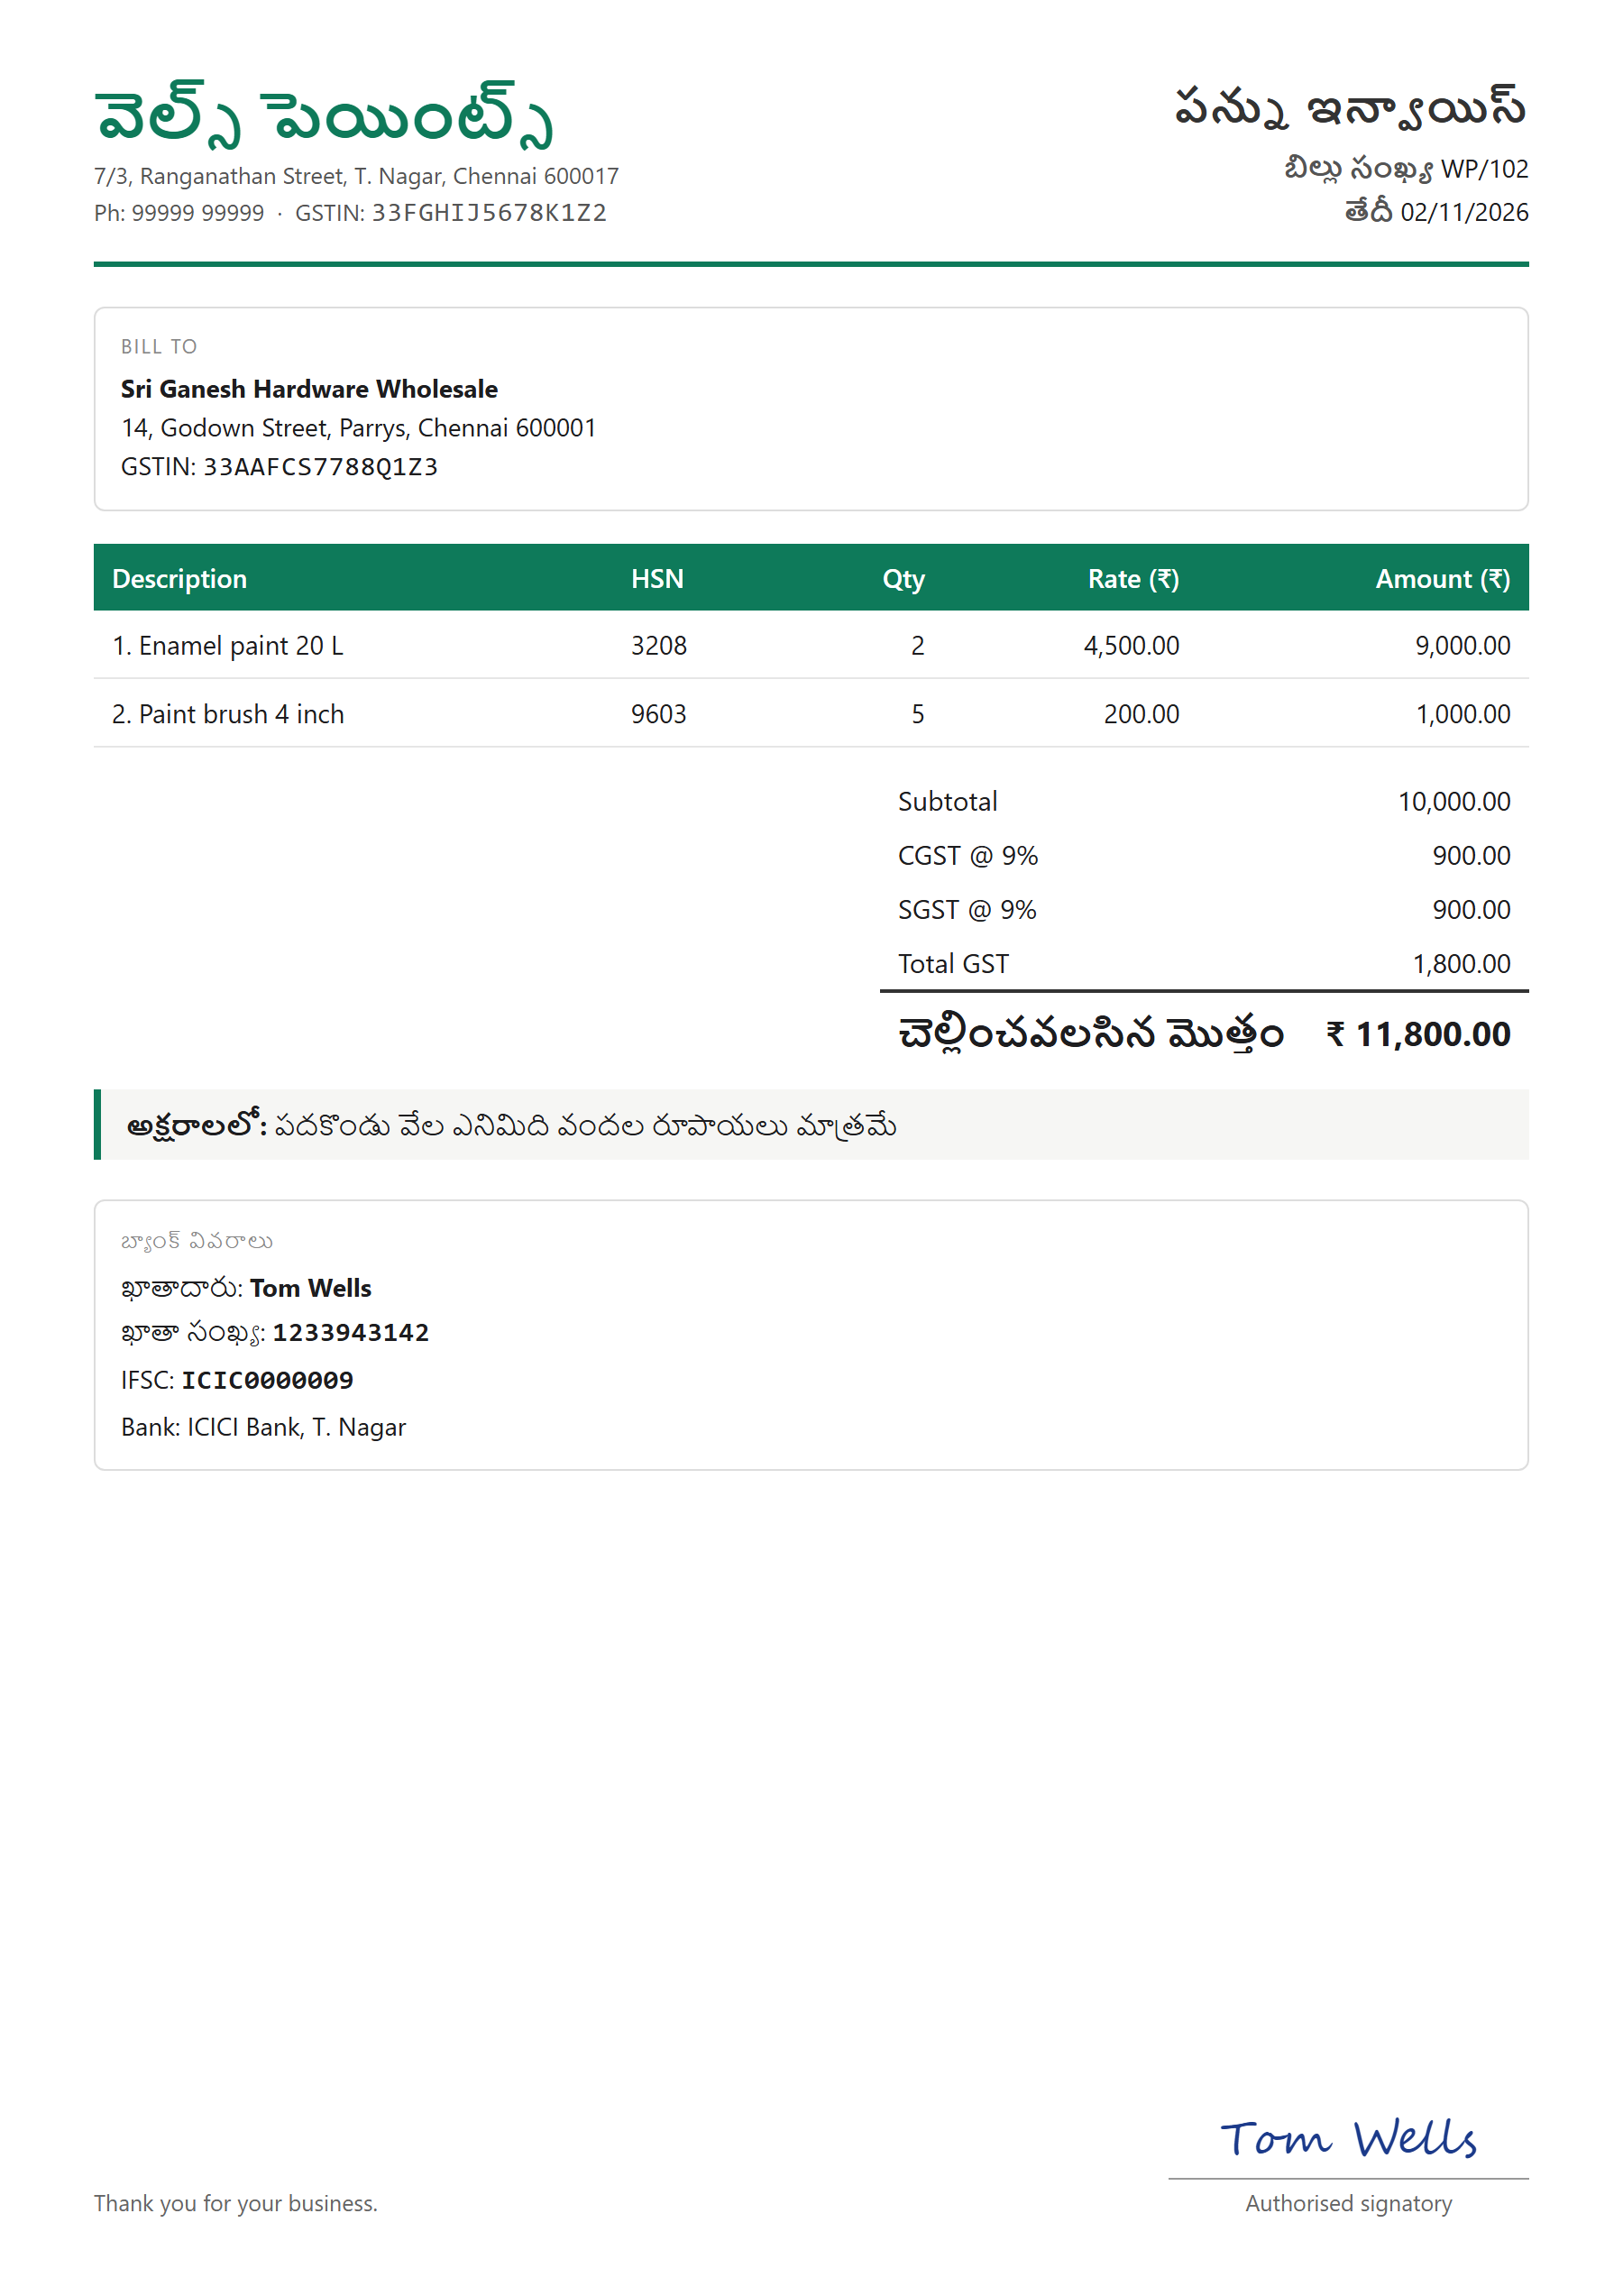 వెల్స్ పెయింట్స్
7/3, Ranganathan Street, T. Nagar, Chennai 600017
Ph: 99999 99999 · GSTIN: 33FGHIJ5678K1Z2
పన్ను ఇన్వాయిస్
బిల్లు సంఖ్య WP/102
తేదీ 02/11/2026
BILL TO
Sri Ganesh Hardware Wholesale
14, Godown Street, Parrys, Chennai 600001
GSTIN: 33AAFCS7788Q1Z3
Description HSN Qty Rate (₹) Amount (₹)
1. Enamel paint 20 L 3208 2 4,500.00 9,000.00
2. Paint brush 4 inch 9603 5 200.00 1,000.00
Subtotal 10,000.00
CGST @ 9% 900.00
SGST @ 9% 900.00
Total GST 1,800.00
చెల్లించవలసిన మొత్తం ₹ 11,800.00
అక్షరాలలో: పదకొండు వేల ఎనిమిది వందల రూపాయలు మాత్రమే
బ్యాంక్ వివరాలు
ఖాతాదారు: Tom Wells
ఖాతా సంఖ్య: 1233943142
IFSC: ICIC0000009
Bank: ICICI Bank, T. Nagar
Tom Wells
Thank you for your business.
Authorised signatory